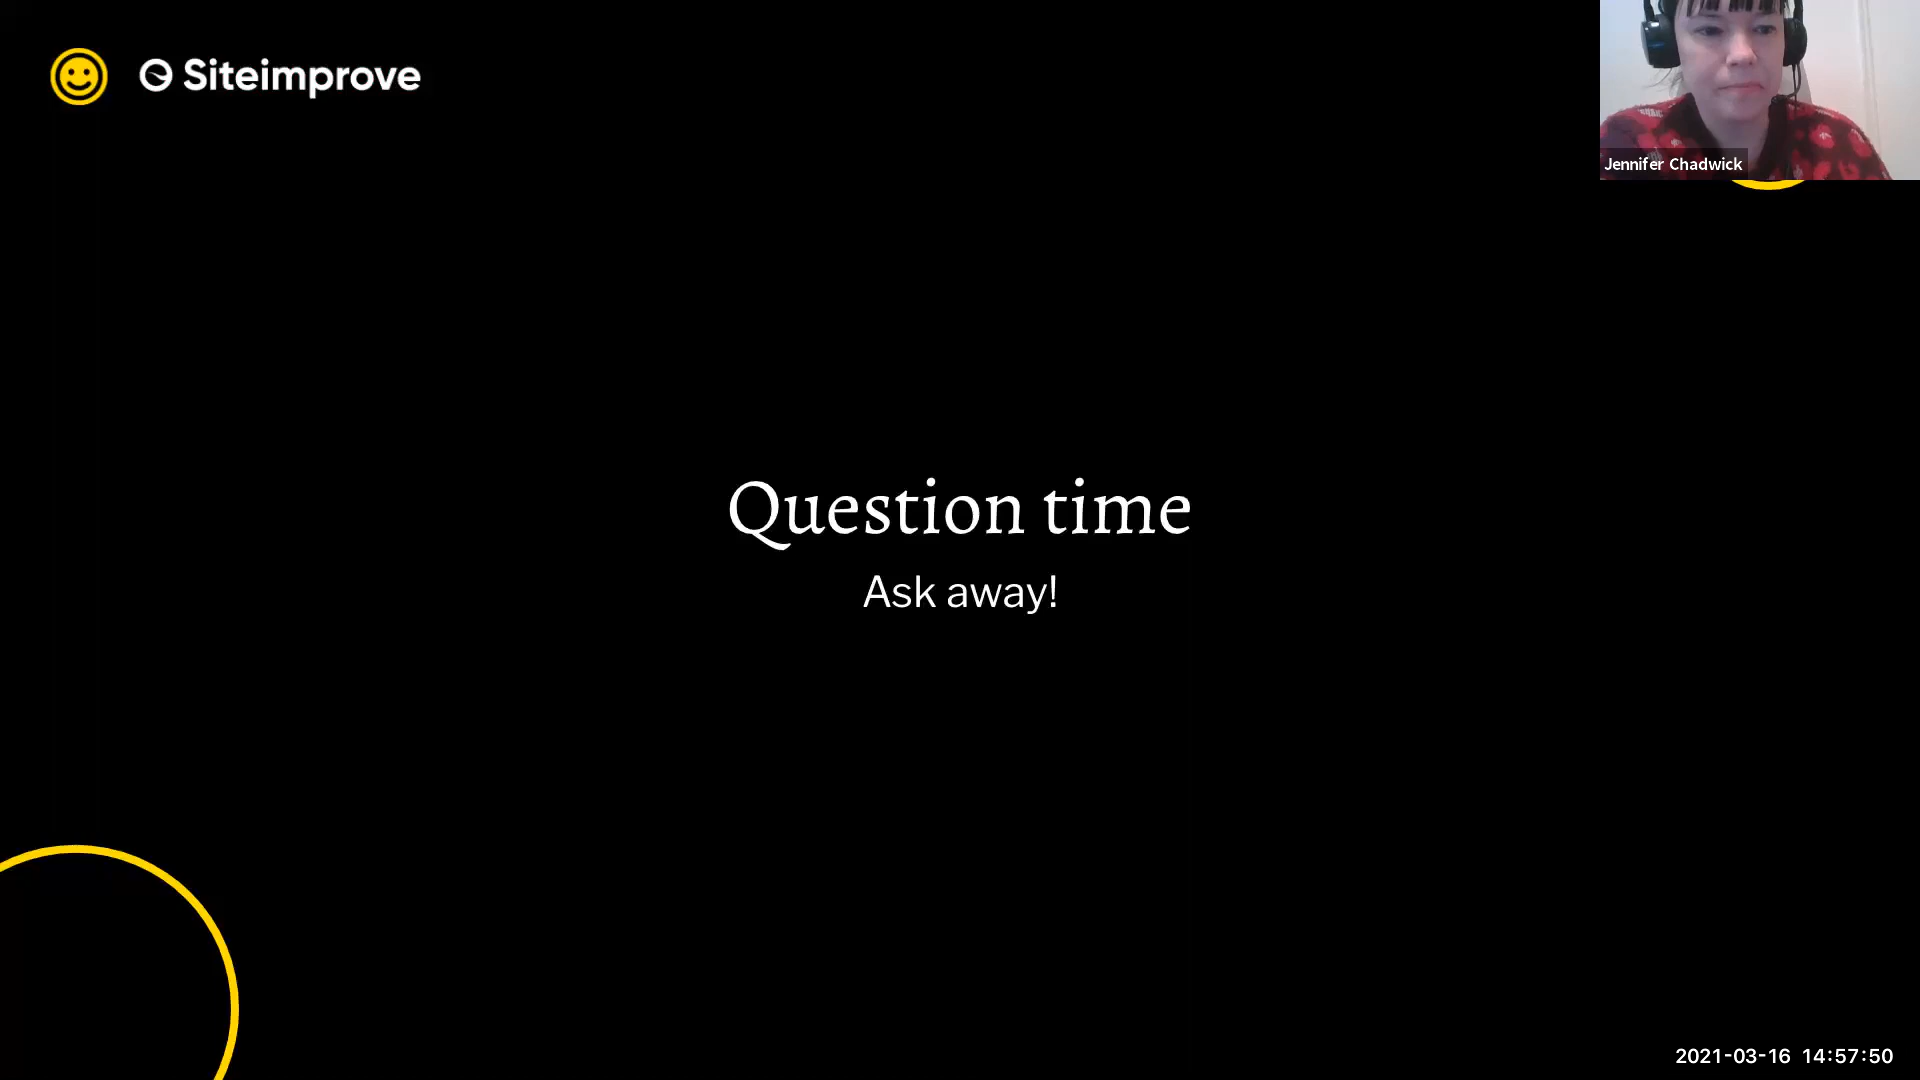 Siteimprove
Jennifer Chadwick
Question time
Ask away!
2021-03-16 14:57:50